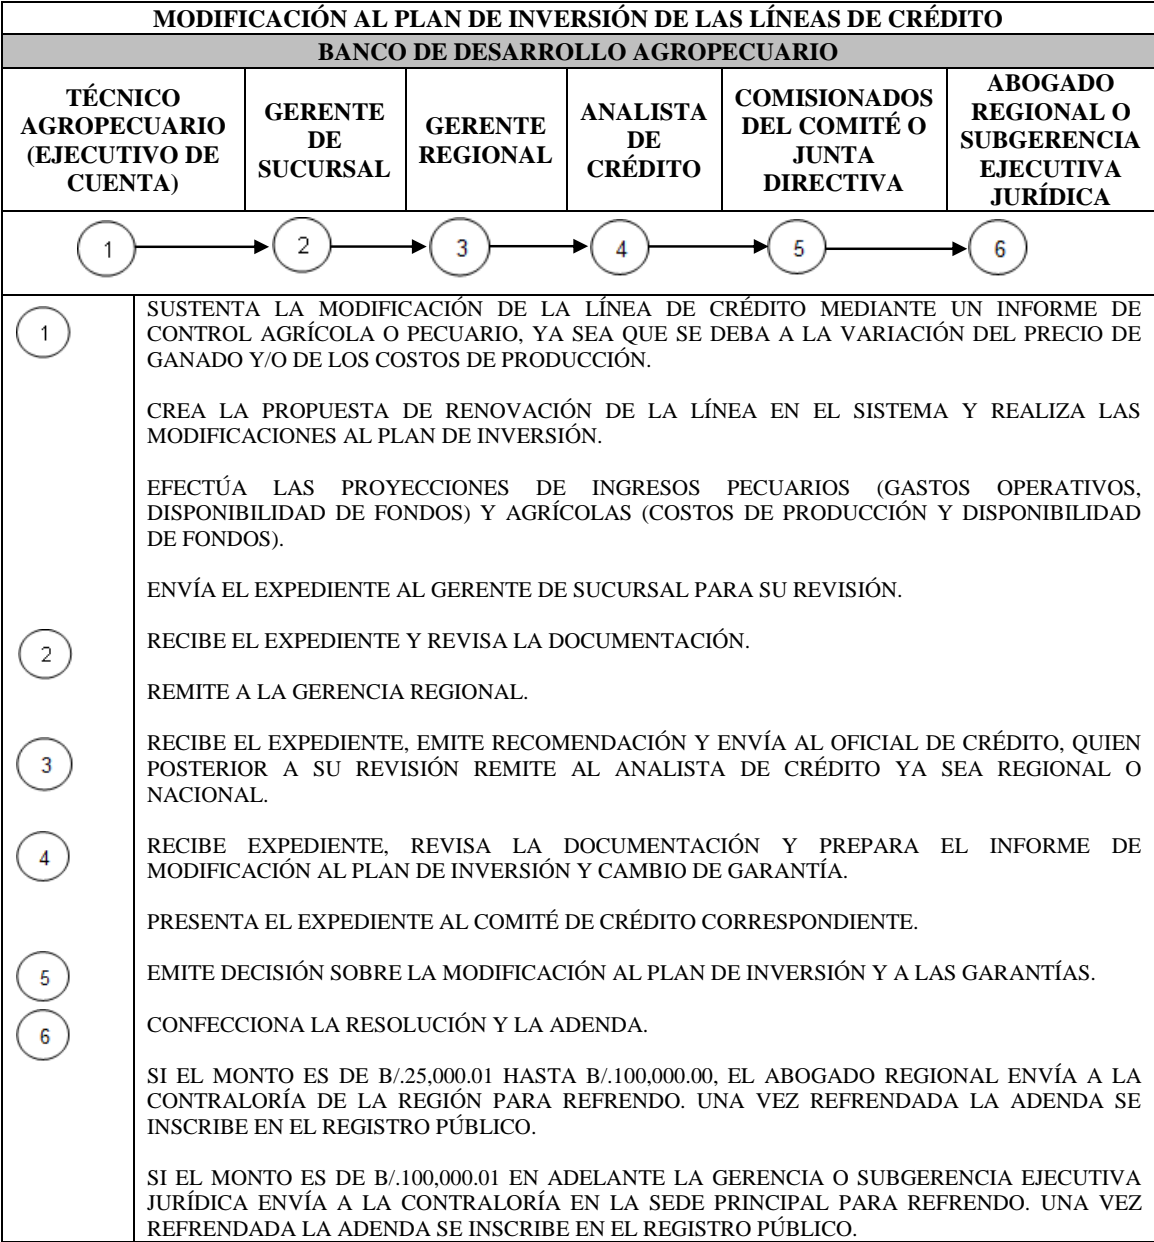 MODIFICACIÓN AL PLAN DE INVERSIÓN DE LAS LÍNEAS DE CRÉDITO
BANCO DE DESARROLLO AGROPECUARIO
TÉCNICO
AGROPECUARIO
(EJECUTIVO DE
CUENTA)
GERENTE
DE
SUCURSAL
GERENTE
REGIONAL
ANALISTA
DE
CRÉDITO
COMISIONADOS
DEL COMITÉ O
JUNTA
DIRECTIVA
ABOGADO
REGIONAL O
SUBGERENCIA
EJECUTIVA
JURÍDICA
1 2 3 4 5 6
1
SUSTENTA LA MODIFICACIÓN DE LA LÍNEA DE CRÉDITO MEDIANTE UN INFORME DE
CONTROL AGRÍCOLA O PECUARIO, YA SEA QUE SE DEBA A LA VARIACIÓN DEL PRECIO DE
GANADO Y/O DE LOS COSTOS DE PRODUCCIÓN.
CREA LA PROPUESTA DE RENOVACIÓN DE LA LÍNEA EN EL SISTEMA Y REALIZA LAS
MODIFICACIONES AL PLAN DE INVERSIÓN.
EFECTÚA LAS PROYECCIONES DE INGRESOS PECUARIOS (GASTOS OPERATIVOS,
DISPONIBILIDAD DE FONDOS) Y AGRÍCOLAS (COSTOS DE PRODUCCIÓN Y DISPONIBILIDAD
DE FONDOS).
ENVÍA EL EXPEDIENTE AL GERENTE DE SUCURSAL PARA SU REVISIÓN.
2
RECIBE EL EXPEDIENTE Y REVISA LA DOCUMENTACIÓN.
REMITE A LA GERENCIA REGIONAL.
3
RECIBE EL EXPEDIENTE, EMITE RECOMENDACIÓN Y ENVÍA AL OFICIAL DE CRÉDITO, QUIEN
POSTERIOR A SU REVISIÓN REMITE AL ANALISTA DE CRÉDITO YA SEA REGIONAL O
NACIONAL.
4
RECIBE EXPEDIENTE, REVISA LA DOCUMENTACIÓN Y PREPARA EL INFORME DE
MODIFICACIÓN AL PLAN DE INVERSIÓN Y CAMBIO DE GARANTÍA.
PRESENTA EL EXPEDIENTE AL COMITÉ DE CRÉDITO CORRESPONDIENTE.
5
EMITE DECISIÓN SOBRE LA MODIFICACIÓN AL PLAN DE INVERSIÓN Y A LAS GARANTÍAS.
6
CONFECCIONA LA RESOLUCIÓN Y LA ADENDA.
SI EL MONTO ES DE B/.25,000.01 HASTA B/.100,000.00, EL ABOGADO REGIONAL ENVÍA A LA
CONTRALORÍA DE LA REGIÓN PARA REFRENDO. UNA VEZ REFRENDADA LA ADENDA SE
INSCRIBE EN EL REGISTRO PÚBLICO.
SI EL MONTO ES DE B/.100,000.01 EN ADELANTE LA GERENCIA O SUBGERENCIA EJECUTIVA
JURÍDICA ENVÍA A LA CONTRALORÍA EN LA SEDE PRINCIPAL PARA REFRENDO. UNA VEZ
REFRENDADA LA ADENDA SE INSCRIBE EN EL REGISTRO PÚBLICO.